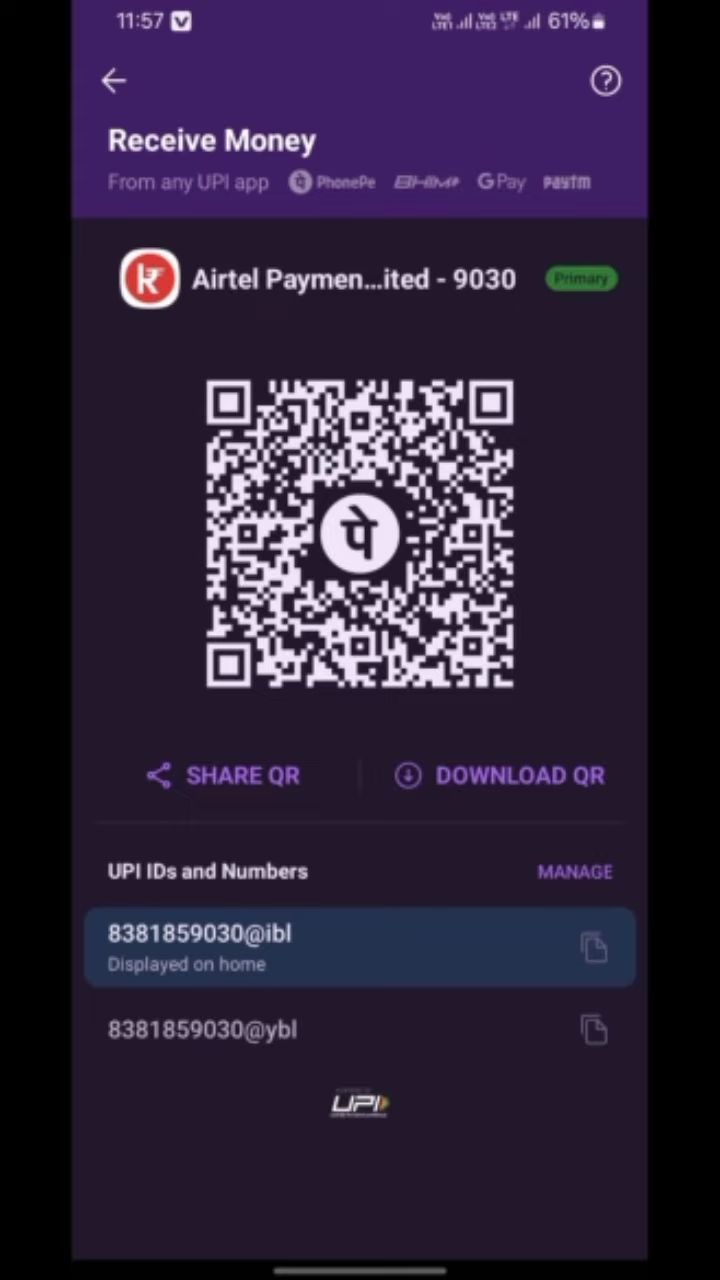 11:57
61%
Receive Money
From any UPI app PhonePe BHIM GPay paytm
Airtel Paymen...ited - 9030 Primary
पे
SHARE QR DOWNLOAD QR
UPI IDs and Numbers MANAGE
8381859030@ibl
Displayed on home
8381859030@ybl
UPI